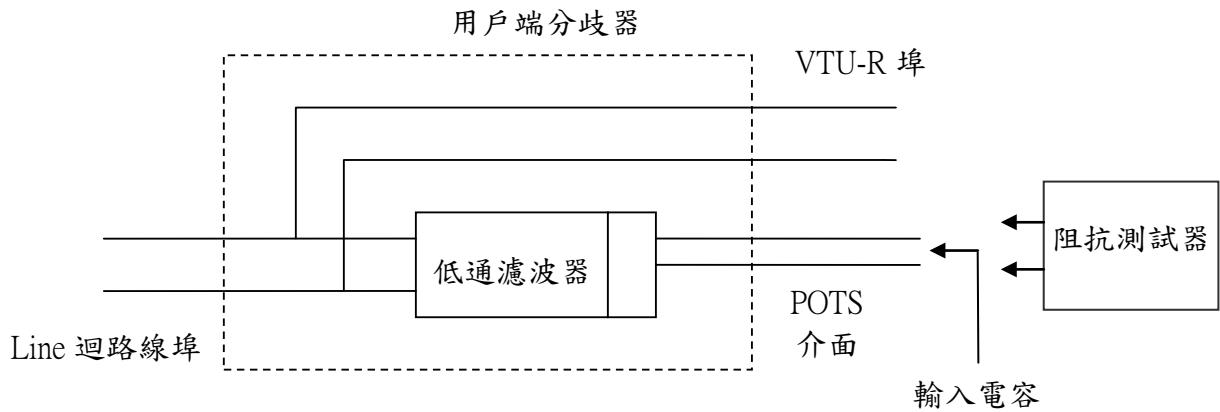 用戶端分歧器
VTU-R 埠
低通濾波器
阻抗測試器
POTS
介面
Line 迴路線埠
輸入電容